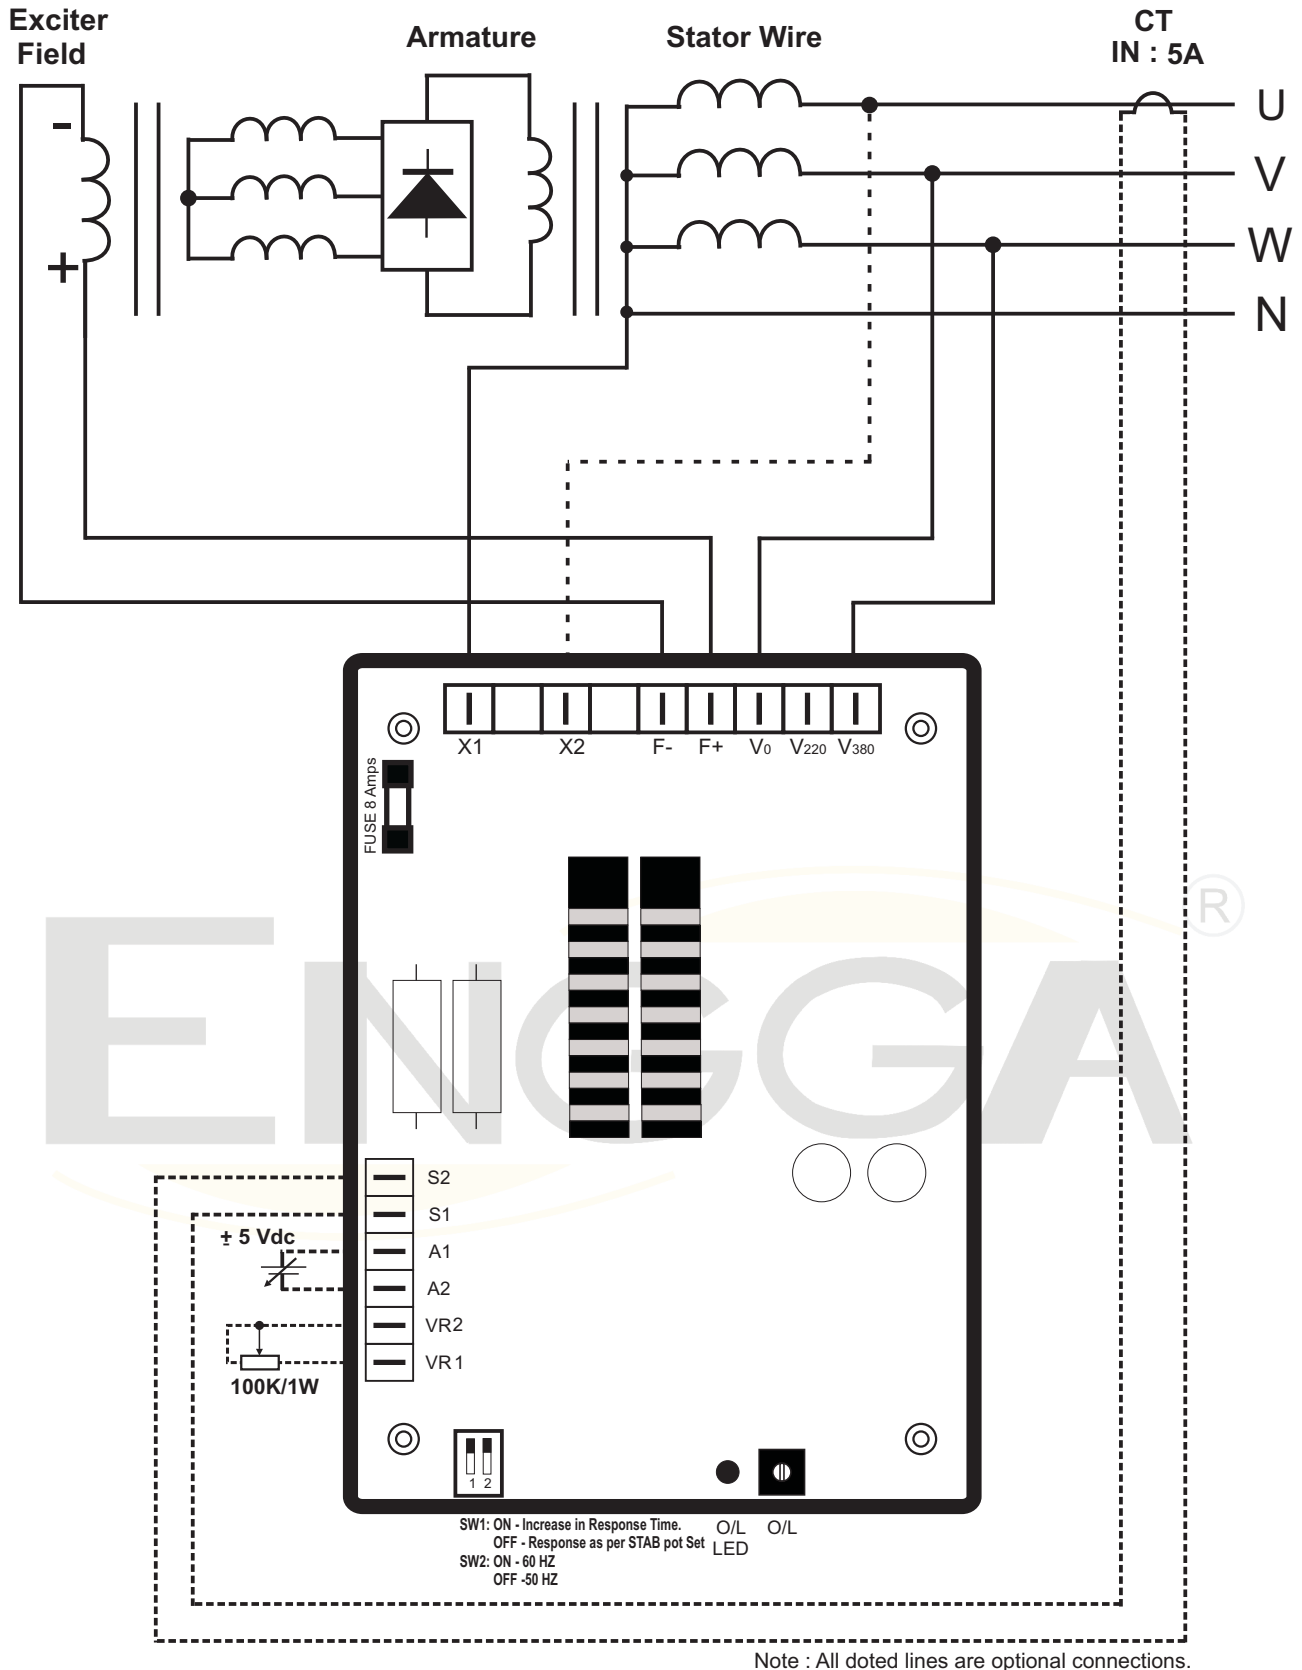 Exciter
Field
Armature
Stator Wire
CT
IN : 5A
-
+
U
V
W
N
X1 X2 F- F+ V0 V220 V380
FUSE 8 Amps
ENGGA ®
S2
S1
A1
A2
VR2
VR1
± 5 Vdc
100K/1W
1 2
SW1: ON - Increase in Response Time.
OFF - Response as per STAB pot Set
SW2: ON - 60 HZ
OFF -50 HZ
O/L
LED
O/L
Note : All doted lines are optional connections.